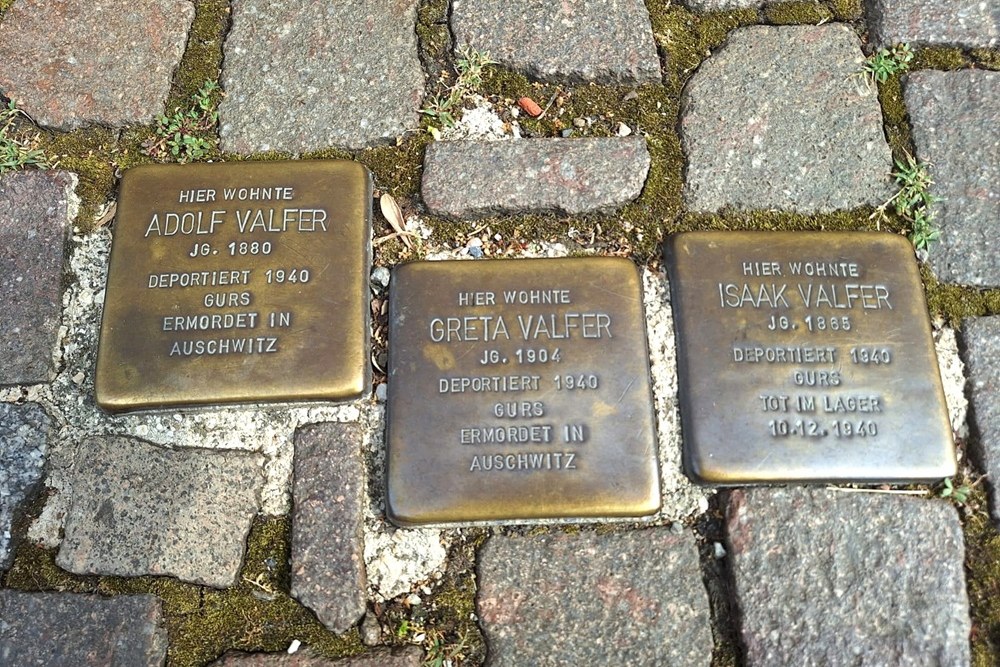 HIER WOHNTE
ADOLF VALFER
JG. 1880
DEPORTIERT 1940
GURS
ERMORDET IN
AUSCHWITZ
HIER WOHNTE
GRETA VALFER
JG. 1904
DEPORTIERT 1940
GURS
ERMORDET IN
AUSCHWITZ
HIER WOHNTE
ISAAK VALFER
JG. 1865
DEPORTIERT 1940
GURS
TOT IM LAGER
10.12.1940